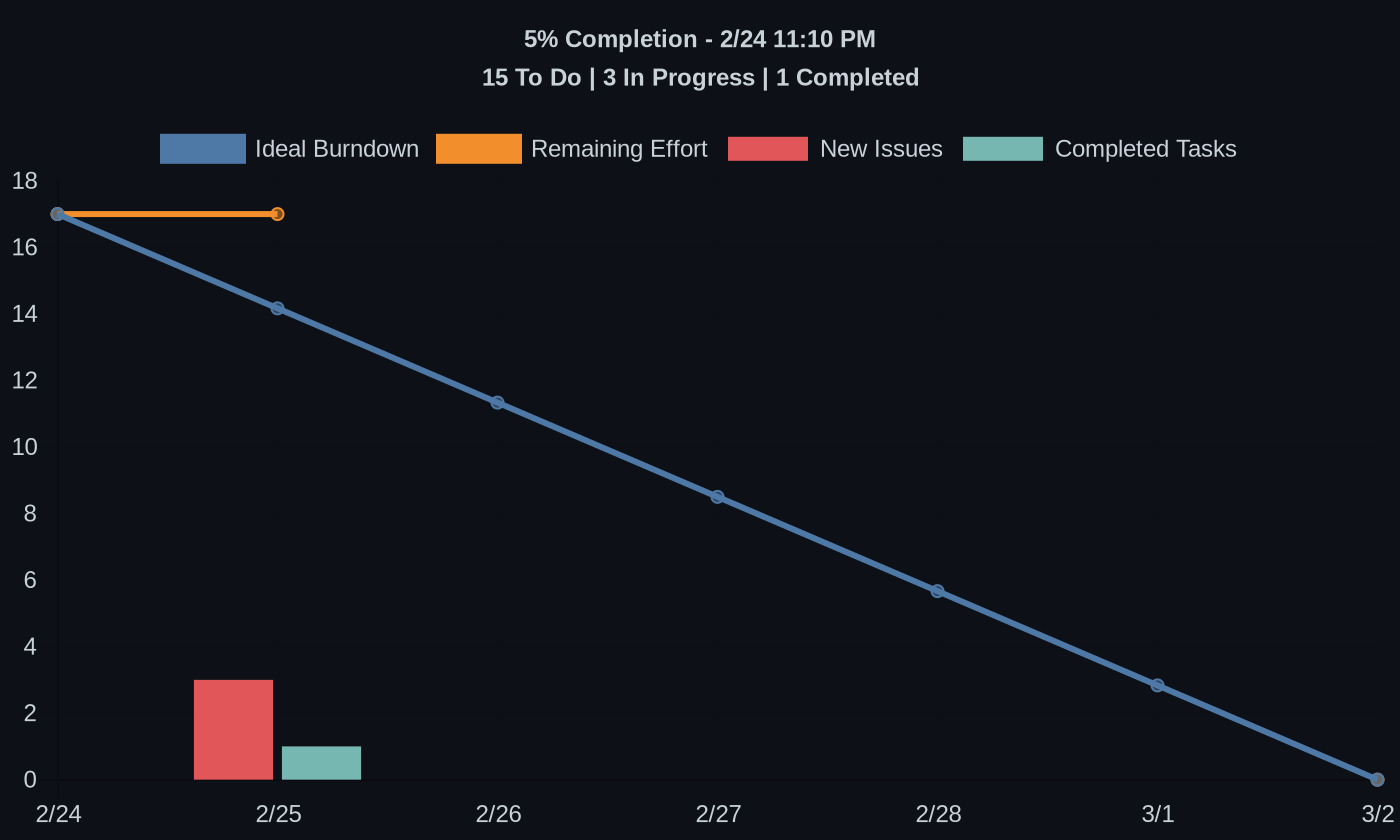 5% Completion - 2/24 11:10 PM
15 To Do | 3 In Progress | 1 Completed
Ideal Burndown Remaining Effort New Issues Completed Tasks
18
16
14
12
10
8
6
4
2
0
2/24 2/25 2/26 2/27 2/28 3/1 3/2